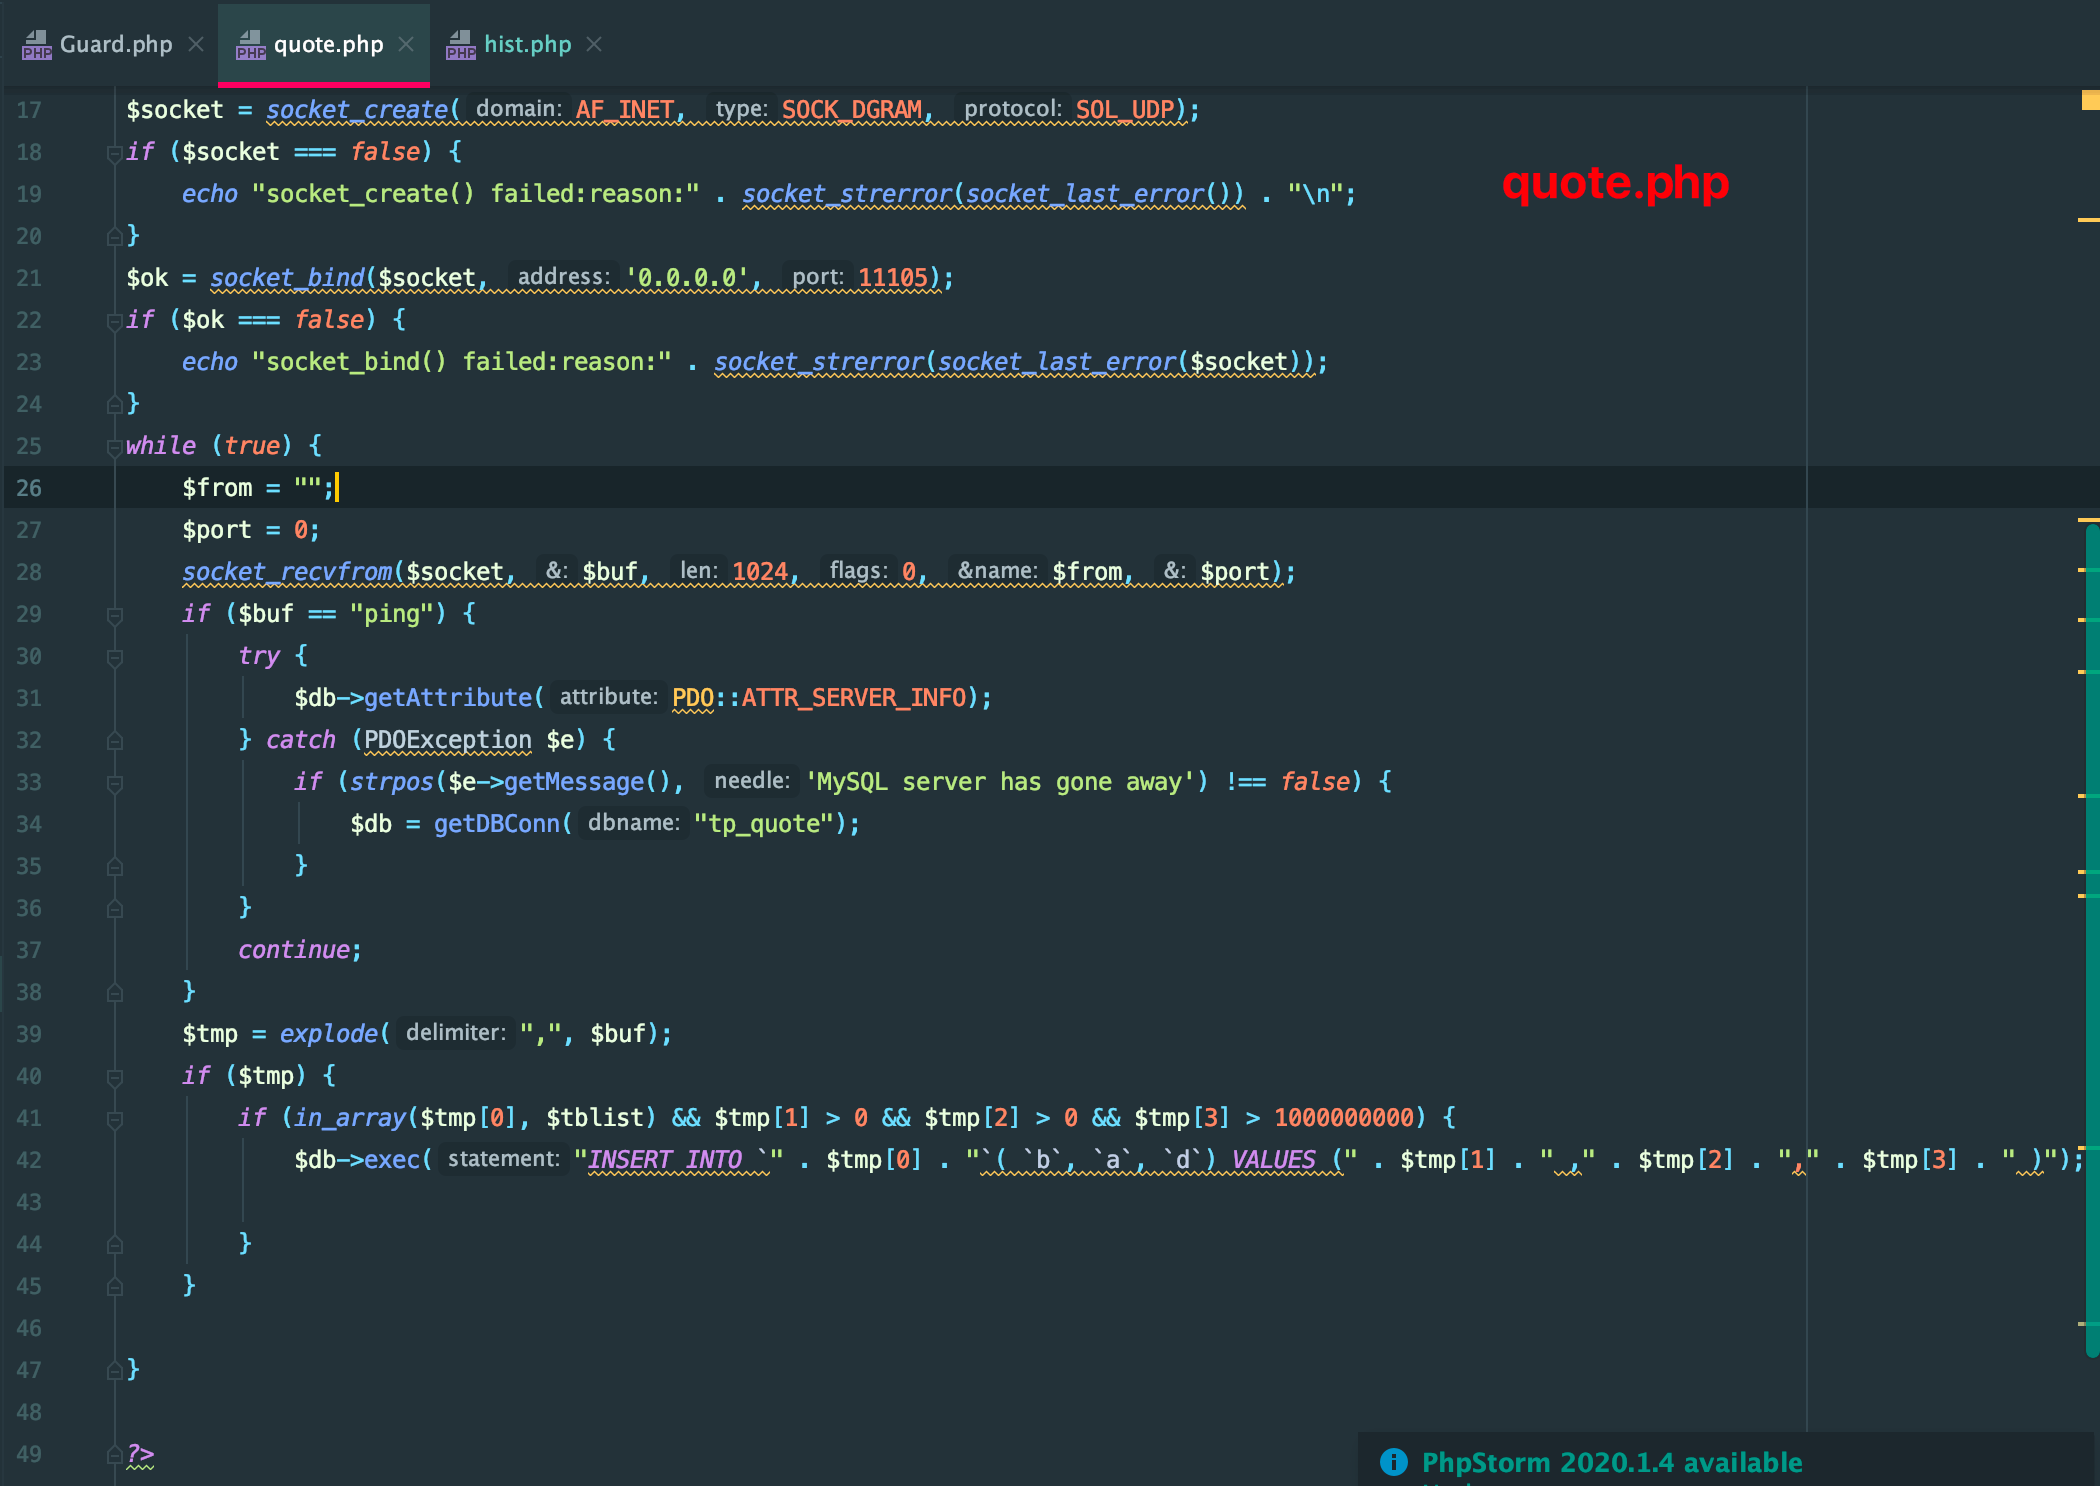 Guard.php quote.php hist.php
17 $socket = socket_create( domain: AF_INET, type: SOCK_DGRAM, protocol: SOL_UDP);
18 if ($socket === false) {
19 echo "socket_create() failed:reason:" . socket_strerror(socket_last_error()) . "\n";
quote.php
20 }
21 $ok = socket_bind($socket, address: '0.0.0.0', port: 11105);
22 if ($ok === false) {
23 echo "socket_bind() failed:reason:" . socket_strerror(socket_last_error($socket));
24 }
25 while (true) {
26 $from = "";
27 $port = 0;
28 socket_recvfrom($socket, &: $buf, len: 1024, flags: 0, &name: $from, &: $port);
29 if ($buf == "ping") {
30 try {
31 $db->getAttribute( attribute: PDO::ATTR_SERVER_INFO);
32 } catch (PDOException $e) {
33 if (strpos($e->getMessage(), needle: 'MySQL server has gone away') !== false) {
34 $db = getDBConn( dbname: "tp_quote");
35 }
36 }
37 continue;
38 }
39 $tmp = explode( delimiter: ",", $buf);
40 if ($tmp) {
41 if (in_array($tmp[0], $tblist) && $tmp[1] > 0 && $tmp[2] > 0 && $tmp[3] > 1000000000) {
42 $db->exec( statement: "INSERT INTO `" . $tmp[0] . "`( `b`, `a`, `d`) VALUES (" . $tmp[1] . " ," . $tmp[2] . "," . $tmp[3] . " )");
43
44 }
45 }
46
47 }
48
49 ?>
PhpStorm 2020.1.4 available